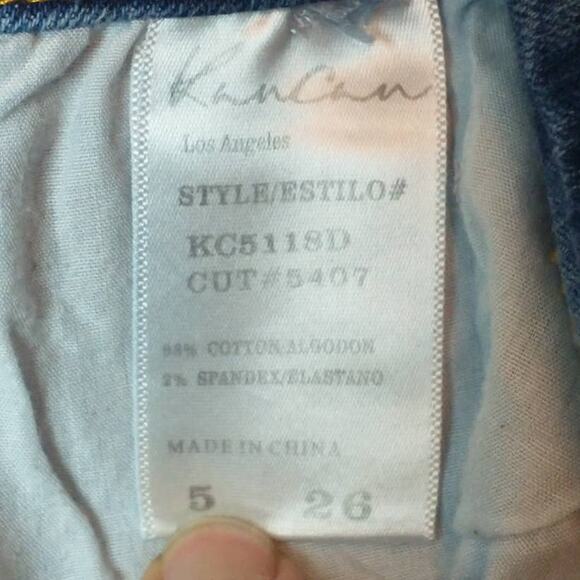 KanCan
Los Angeles
STYLE/ESTILO#
KC5118D
CUT#5407
98% COTTON/ALGODON
2% SPANDEX/ELASTANO
MADE IN CHINA
5 26